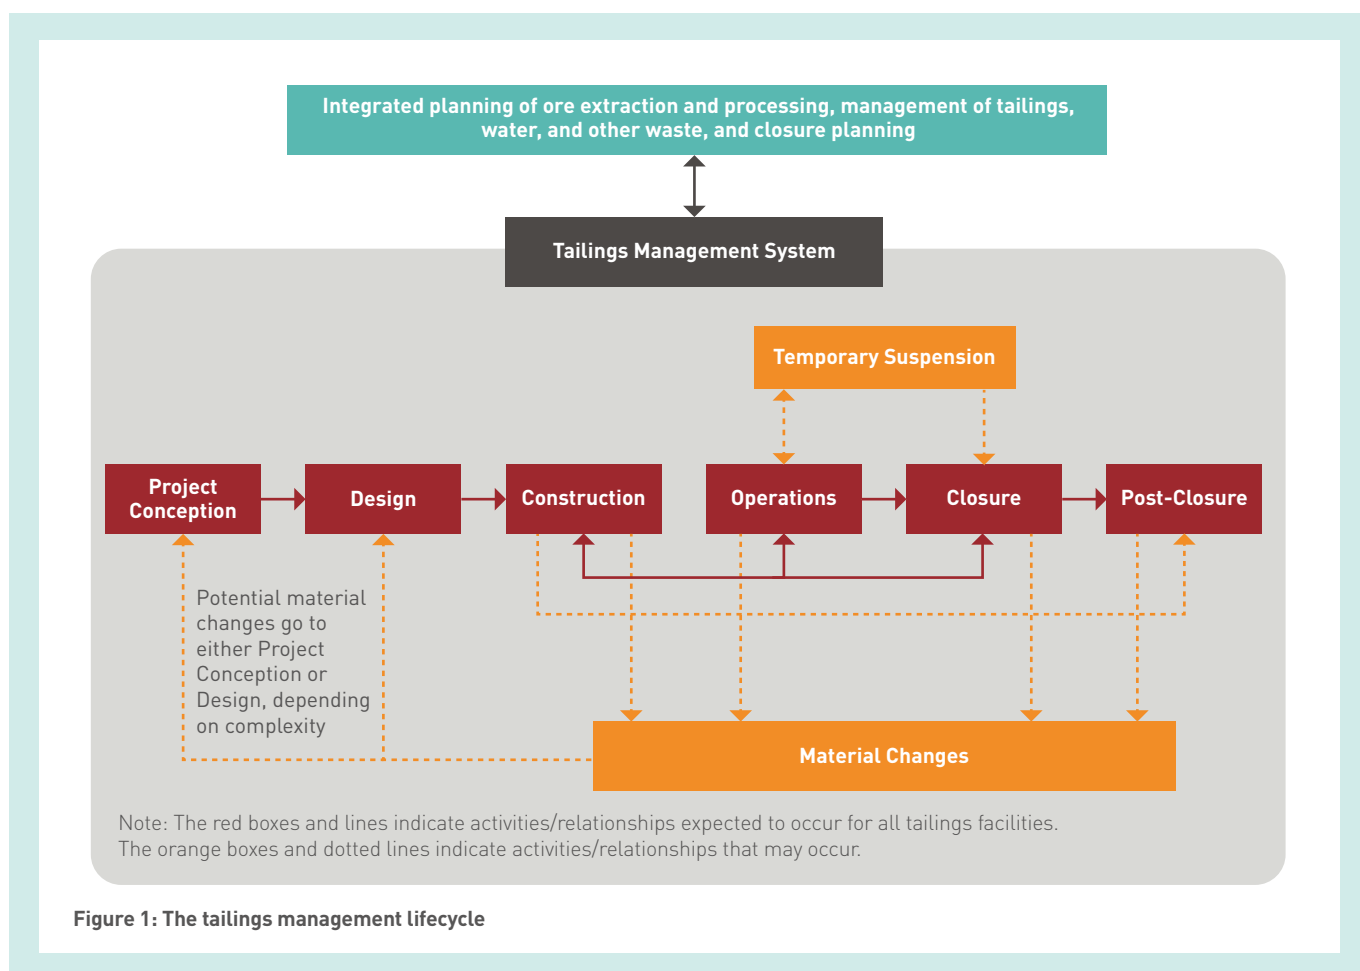 Integrated planning of ore extraction and processing, management of tailings,
water, and other waste, and closure planning
Tailings Management System
Temporary Suspension
Project
Conception
Design
Construction
Operations
Closure
Post-Closure
Potential material
changes go to
either Project
Conception or
Design, depending
on complexity
Material Changes
Note: The red boxes and lines indicate activities/relationships expected to occur for all tailings facilities.
The orange boxes and dotted lines indicate activities/relationships that may occur.
Figure 1: The tailings management lifecycle